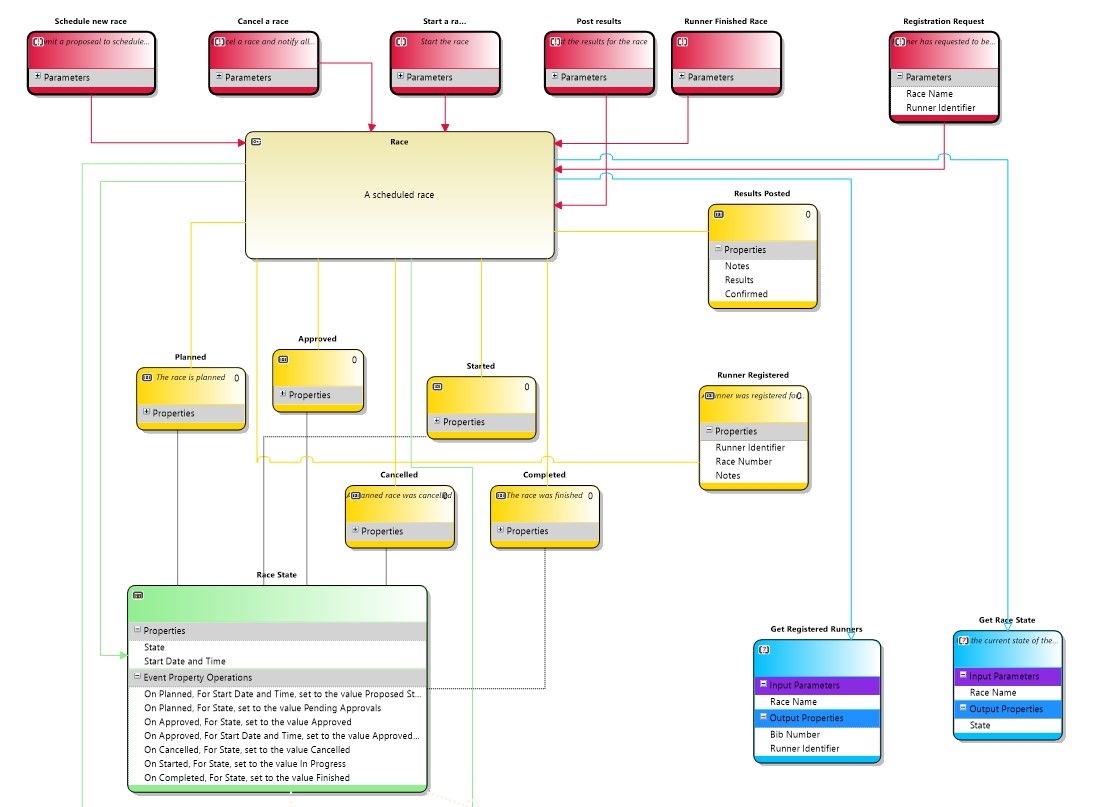 Schedule new race
Cancel a race
Start a ra...
Post results
Runner Finished Race
Registration Request
mit a proposeal to schedule...
cel a race and notify all...
Start the race
the results for the race
ner has requested to be...
Parameters
Parameters
Parameters
Parameters
Parameters
Parameters
Race Name
Runner Identifier
Race
A scheduled race
Results Posted
0
Properties
Notes
Results
Confirmed
Planned
The race is planned 0
Properties
Approved
0
Properties
Started
0
Properties
Runner Registered
unner was registered fo
Properties
Runner Identifier
Race Number
Notes
Cancelled
anned race was cancelled
Properties
Completed
The race was finished 0
Properties
Race State
Properties
State
Start Date and Time
Event Property Operations
On Planned, For Start Date and Time, set to the value Proposed St...
On Planned, For State, set to the value Pending Approvals
On Approved, For State, set to the value Approved
On Approved, For Start Date and Time, set to the value Approved...
On Cancelled, For State, set to the value Cancelled
On Started, For State, set to the value In Progress
On Completed, For State, set to the value Finished
Get Registered Runners
Input Parameters
Race Name
Output Properties
Bib Number
Runner Identifier
Get Race State
the current state of the...
Input Parameters
Race Name
Output Properties
State